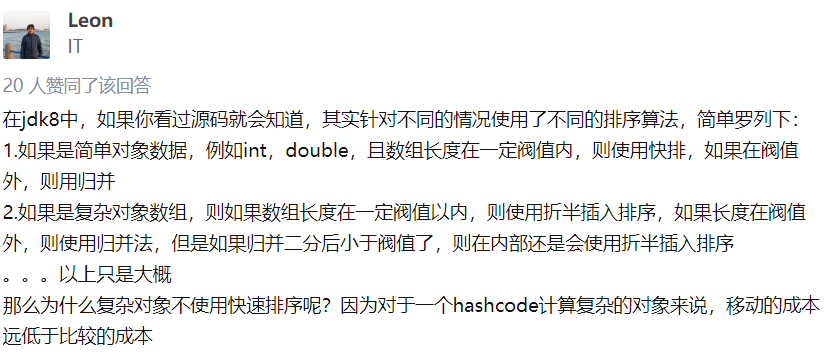 Leon
IT
20 人赞同了该回答
在jdk8中，如果你看过源码就会知道，其实针对不同的情况使用了不同的排序算法，简单罗列下：
1.如果是简单对象数据，例如int，double，且数组长度在一定阀值内，则使用快排，如果在阀值
外，则用归并
2.如果是复杂对象数组，则如果数组长度在一定阀值以内，则使用折半插入排序，如果长度在阀值
外，则使用归并法，但是如果归并二分后小于阀值了，则在内部还是会使用折半插入排序
。。。以上只是大概
那么为什么复杂对象不使用快速排序呢？因为对于一个hashcode计算复杂的对象来说，移动的成本
远低于比较的成本